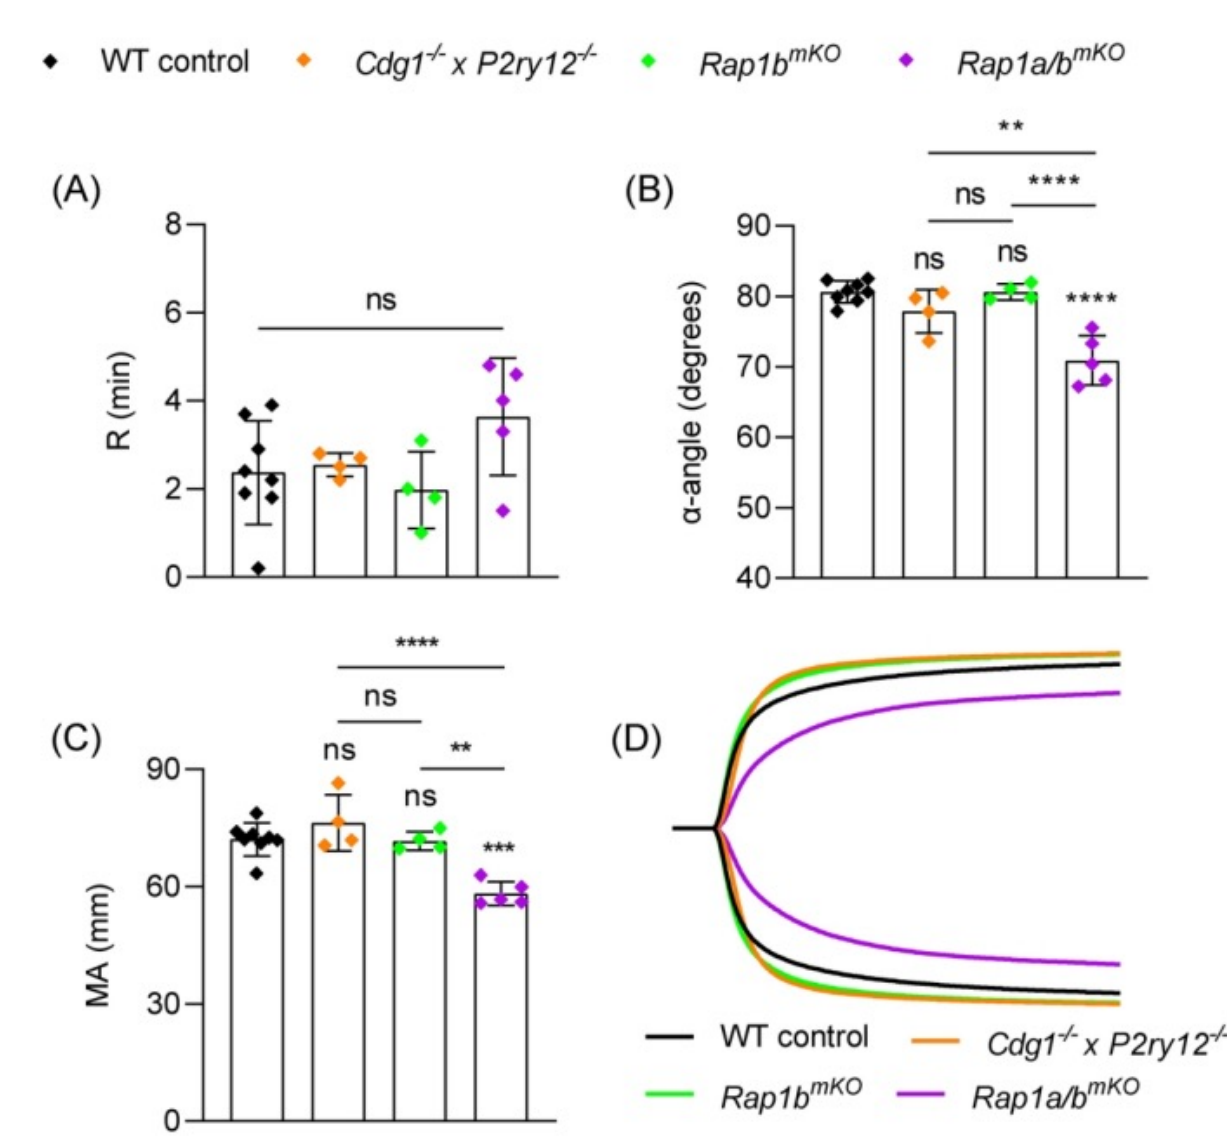 WT control Cdg1-/- x P2ry12-/- Rap1bmKO Rap1a/bmKO
(A)
8
6
4
2
0
R (min)
ns
(B)
90
80
70
60
50
40
α-angle (degrees)
**
****
ns
ns
ns
****
(C)
90
60
30
0
MA (mm)
****
ns
**
ns
ns
***
(D)
WT control Cdg1-/- x P2ry12-/-
Rap1bmKO Rap1a/bmKO